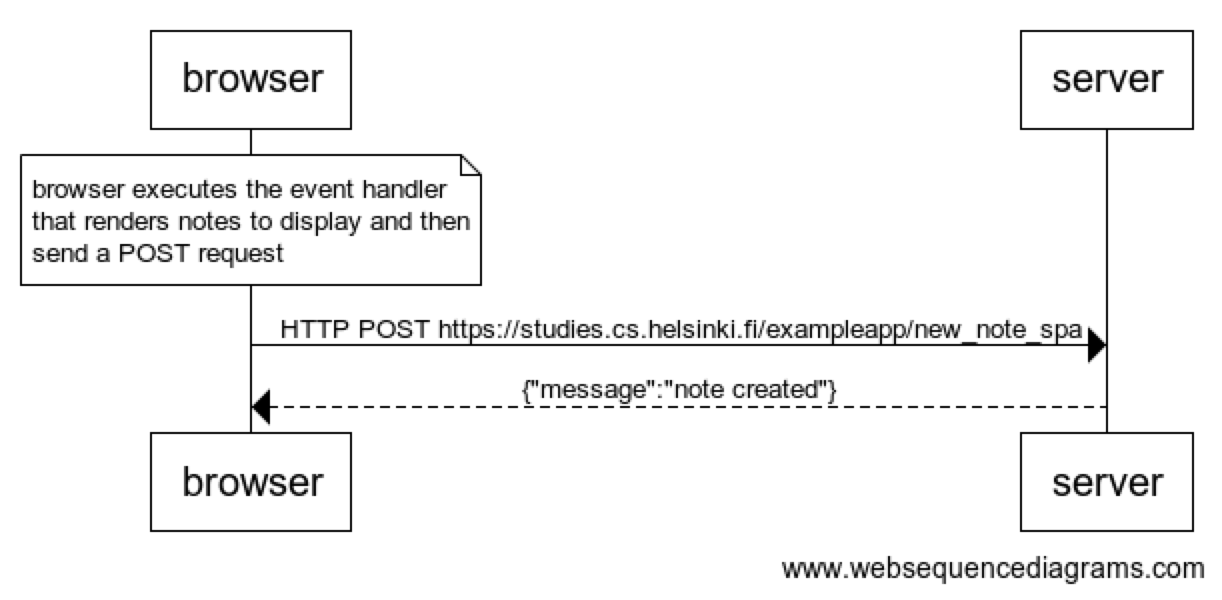 browser
server
browser executes the event handler
that renders notes to display and then
send a POST request
HTTP POST https://studies.cs.helsinki.fi/exampleapp/new_note_spa
{"message":"note created"}
browser
server
www.websequencediagrams.com